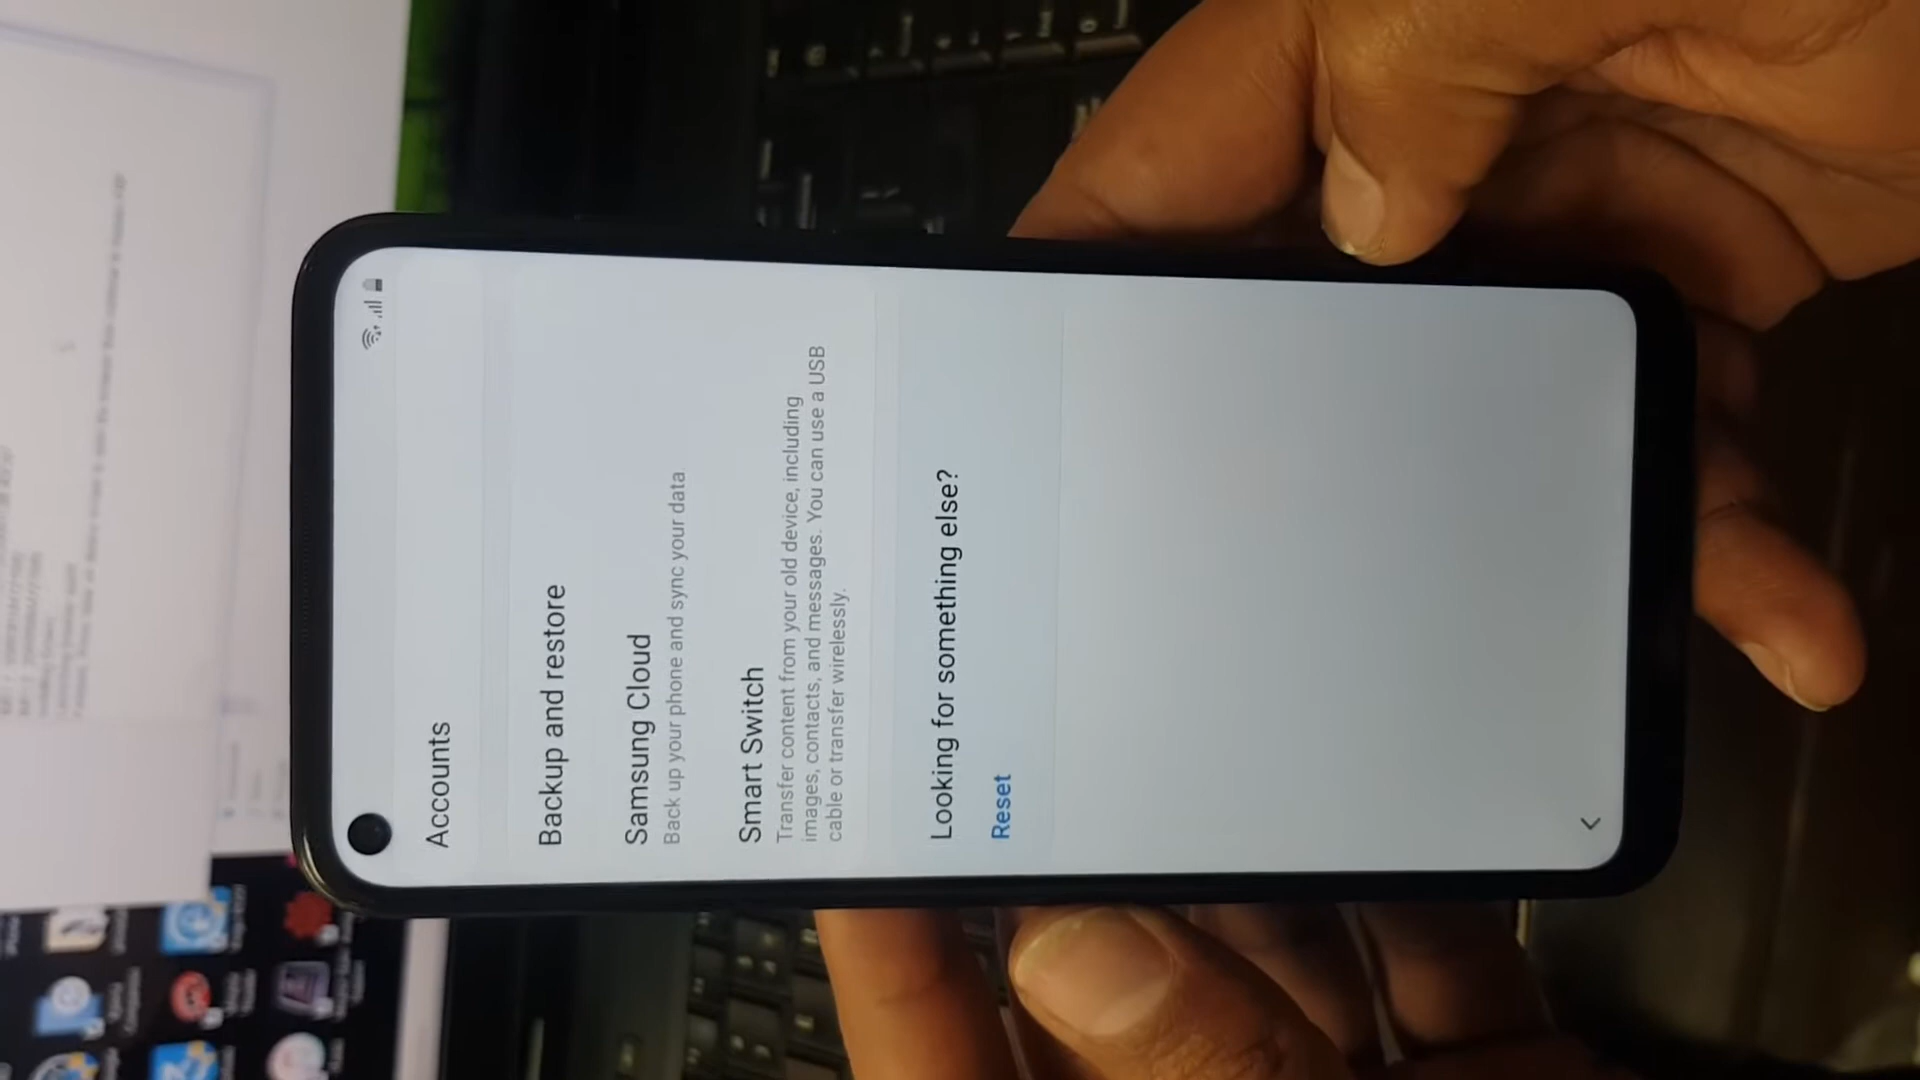 Accounts
Backup and restore
Samsung Cloud
Back up your phone and sync your data.
Smart Switch
Transfer content from your old device, including
images, contacts, and messages. You can use a USB
cable or transfer wirelessly.
Looking for something else?
Reset